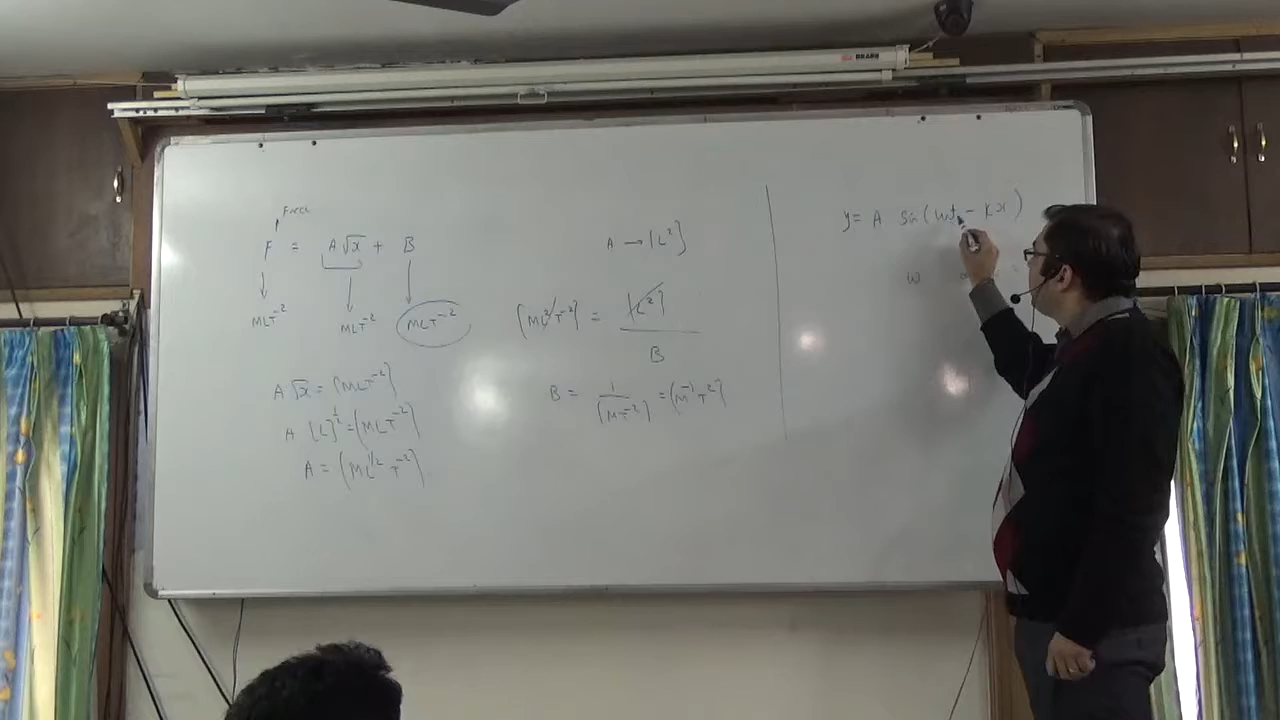 Force
F = A√x + B
MLT⁻²
MLT⁻²
MLT⁻²
A√x = [MLT⁻²]
A [L]^½ = [MLT⁻²]
A = [ML^1/2 T⁻²]
A → [L²]
[ML²T⁻²] = [L²] / B
B = 1 / [MT⁻²] = [M⁻¹T²]
y = A sin(ωt - kx)
ω